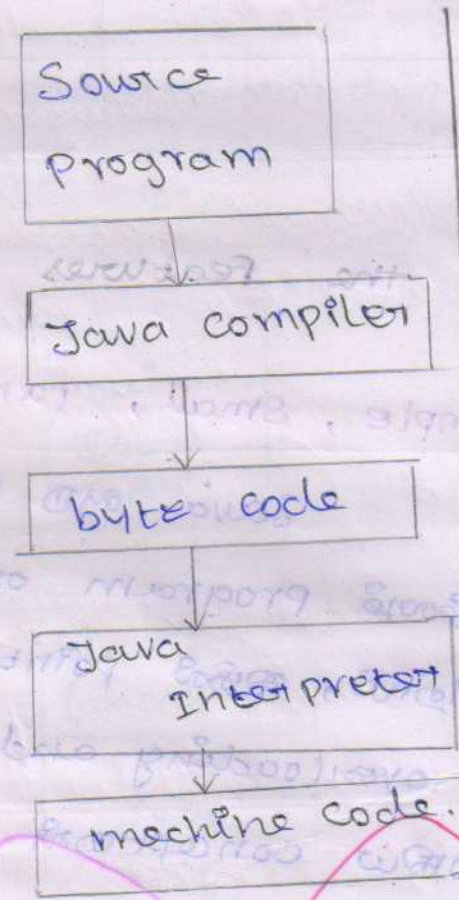 Source
program
Java compiler
byte code
Java
Interpreter
machine code.